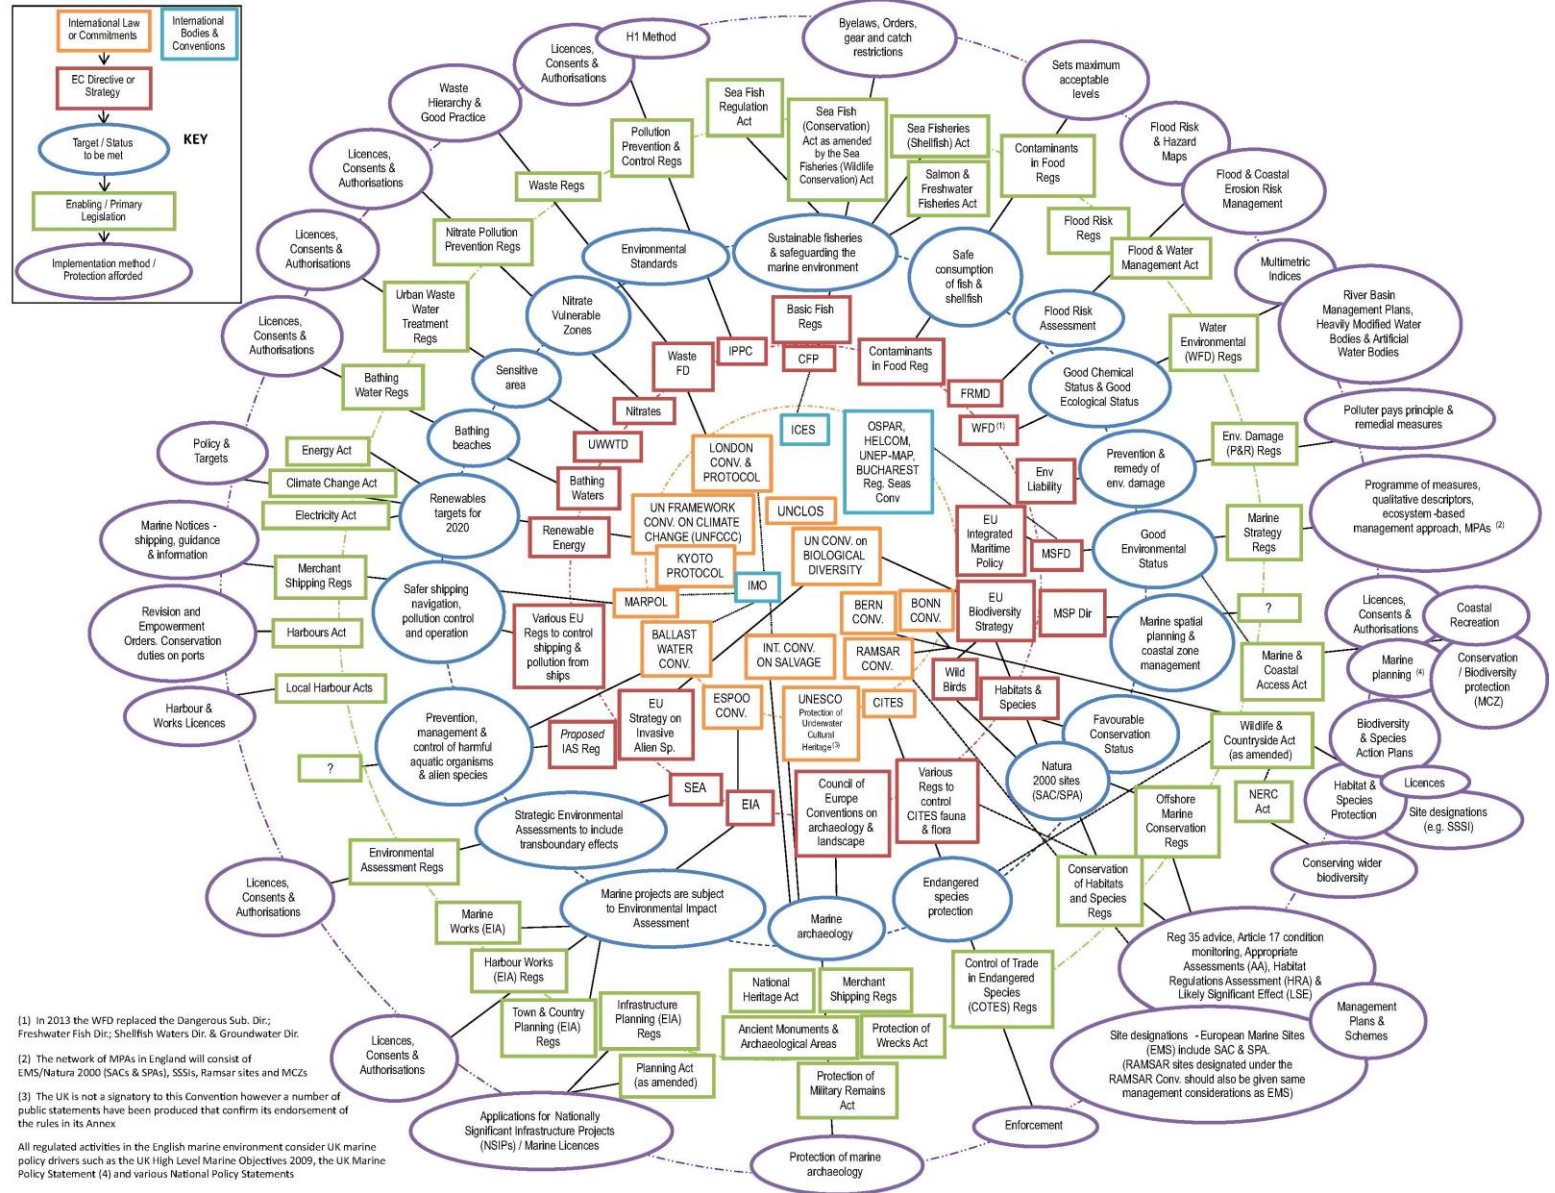 International Law
or Commitments
International
Bodies &
Conventions
EC Directive or
Strategy
Target / Status
to be met
KEY
Enabling / Primary
Legislation
Implementation method /
Protection afforded
Licences,
Consents &
Authorisations
H1 Method
Byelaws, Orders,
gear and catch
restrictions
Sets maximum
acceptable
levels
Waste
Hierarchy &
Good Practice
Flood Risk
& Hazard
Maps
Licences,
Consents &
Authorisations
Flood & Coastal
Erosion Risk
Management
Licences,
Consents &
Authorisations
Multimetric
Indices
River Basin
Management Plans,
Heavily Modified Water
Bodies & Artificial
Water Bodies
Licences,
Consents &
Authorisations
Pollution
Prevention &
Control Regs
Sea Fish
Regulation
Act
Sea Fish
(Conservation)
Act as amended
by the Sea
Fisheries (Wildlife
Conservation) Act
Sea Fisheries
(Shellfish) Act
Salmon &
Freshwater
Fisheries Act
Contaminants
in Food
Regs
Waste Regs
Nitrate Pollution
Prevention Regs
Flood Risk
Regs
Flood & Water
Management Act
Urban Waste
Water
Treatment
Regs
Water
Environmental
(WFD) Regs
Bathing
Water Regs
Environmental
Standards
Sustainable fisheries
& safeguarding the
marine environment
Safe
consumption
of fish &
shellfish
Nitrate
Vulnerable
Zones
Flood Risk
Assessment
Sensitive
area
Good Chemical
Status & Good
Ecological Status
Bathing
beaches
Basic Fish
Regs
IPPC
CFP
Contaminants
in Food Reg
Waste
FD
FRMD
Nitrates
WFD (1)
UWWTD
Bathing
Waters
ICES
OSPAR,
HELCOM,
UNEP-MAP,
BUCHAREST
Reg. Seas
Conv
LONDON
CONV. &
PROTOCOL
Env
Liability
Prevention &
remedy of
env. damage
Env. Damage
(P&R) Regs
Polluter pays principle &
remedial measures
Policy &
Targets
Energy Act
Climate Change Act
Electricity Act
Renewables
targets for
2020
Renewable
Energy
UN FRAMEWORK
CONV. ON CLIMATE
CHANGE (UNFCCC)
UNCLOS
KYOTO
PROTOCOL
UN CONV. on
BIOLOGICAL
DIVERSITY
IMO
EU
Integrated
Maritime
Policy
MSFD
Good
Environmental
Status
Marine
Strategy
Regs
Programme of measures,
qualitative descriptors,
ecosystem -based
management approach, MPAs (2)
Marine Notices -
shipping, guidance
& information
Merchant
Shipping Regs
Safer shipping
navigation,
pollution control
and operation
MARPOL
BERN
CONV.
BONN
CONV.
EU
Biodiversity
Strategy
MSP Dir
Marine spatial
planning &
coastal zone
management
?
Licences,
Consents &
Authorisations
Coastal
Recreation
Revision and
Empowerment
Orders. Conservation
duties on ports
Harbours Act
Various EU
Regs to control
shipping &
pollution from
ships
BALLAST
WATER
CONV.
INT. CONV.
ON SALVAGE
RAMSAR
CONV.
Wild
Birds
Habitats &
Species
Marine &
Coastal
Access Act
Marine
planning (4)
Conservation
/ Biodiversity
protection
(MCZ)
Harbour &
Works Licences
Local Harbour Acts
ESPOO
CONV.
UNESCO
Protection of
Underwater
Cultural
Heritage (3)
CITES
Favourable
Conservation
Status
Wildlife &
Countryside Act
(as amended)
Biodiversity
& Species
Action Plans
Prevention,
management &
control of harmful
aquatic organisms
& alien species
Proposed
IAS Reg
EU
Strategy on
Invasive
Alien Sp.
?
Natura
2000 sites
(SAC/SPA)
SEA
EIA
Council of
Europe
Conventions on
archaeology &
landscape
Various
Regs to
control
CITES fauna
& flora
Offshore
Marine
Conservation
Regs
NERC
Act
Habitat &
Species
Protection
Licences
Site designations
(e.g. SSSI)
Strategic Environmental
Assessments to include
transboundary effects
Environmental
Assessment Regs
Conserving wider
biodiversity
Licences,
Consents &
Authorisations
Marine projects are subject
to Environmental Impact
Assessment
Marine
archaeology
Endangered
species
protection
Conservation
of Habitats
and Species
Regs
Marine
Works (EIA)
Harbour Works
(EIA) Regs
Reg 35 advice, Article 17 condition
monitoring, Appropriate
Assessments (AA), Habitat
Regulations Assessment (HRA) &
Likely Significant Effect (LSE)
National
Heritage Act
Merchant
Shipping Regs
Control of Trade
in Endangered
Species
(COTES) Regs
Town & Country
Planning (EIA)
Regs
Infrastructure
Planning (EIA)
Regs
Ancient Monuments &
Archaeological Areas
Protection of
Wrecks Act
Management
Plans &
Schemes
Planning Act
(as amended)
Protection of
Military Remains
Act
Site designations - European Marine Sites
(EMS) include SAC & SPA.
(RAMSAR sites designated under the
RAMSAR Conv. should also be given same
management considerations as EMS)
Licences,
Consents &
Authorisations
Applications for Nationally
Significant Infrastructure Projects
(NSIPs) / Marine Licences
Enforcement
Protection of marine
archaeology
(1) In 2013 the WFD replaced the Dangerous Sub. Dir.;
Freshwater Fish Dir.; Shellfish Waters Dir. & Groundwater Dir.
(2) The network of MPAs in England will consist of
EMS/Natura 2000 (SACs & SPAs), SSSIs, Ramsar sites and MCZs
(3) The UK is not a signatory to this Convention however a number of
public statements have been produced that confirm its endorsement of
the rules in its Annex
All regulated activities in the English marine environment consider UK marine
policy drivers such as the UK High Level Marine Objectives 2009, the UK Marine
Policy Statement (4) and various National Policy Statements